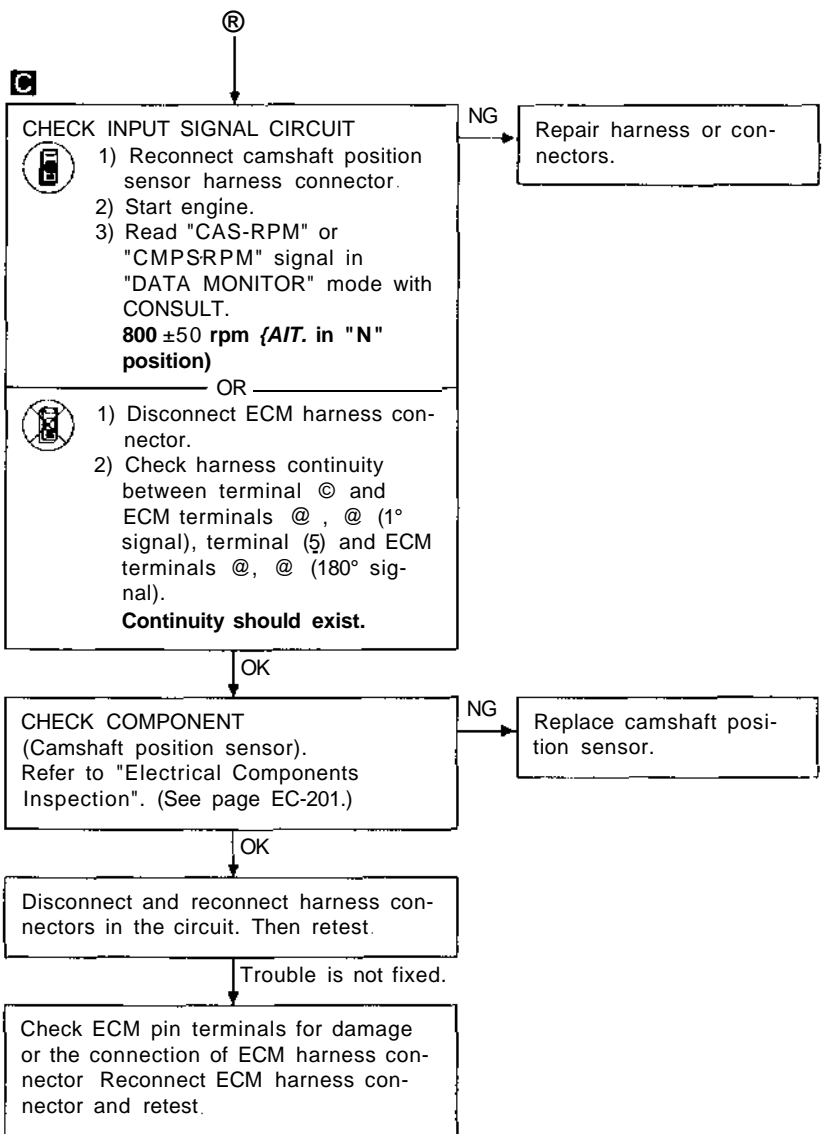 ®
C
CHECK INPUT SIGNAL CIRCUIT
1) Reconnect camshaft position
sensor harness connector.
2) Start engine.
3) Read "CAS-RPM" or
"CMPS·RPM" signal in
"DATA MONITOR" mode with
CONSULT.
800 ±50 rpm {AIT. in "N"
position)
OR
1) Disconnect ECM harness con-
nector.
2) Check harness continuity
between terminal © and
ECM terminals @ , @ (1°
signal), terminal (5) and ECM
terminals @, @ (180° sig-
nal).
Continuity should exist.
NG
Repair harness or con-
nectors.
OK
CHECK COMPONENT
(Camshaft position sensor).
Refer to "Electrical Components
Inspection". (See page EC-201.)
NG
Replace camshaft posi-
tion sensor.
OK
Disconnect and reconnect harness con-
nectors in the circuit. Then retest.
Trouble is not fixed.
Check ECM pin terminals for damage
or the connection of ECM harness con-
nector Reconnect ECM harness con-
nector and retest.